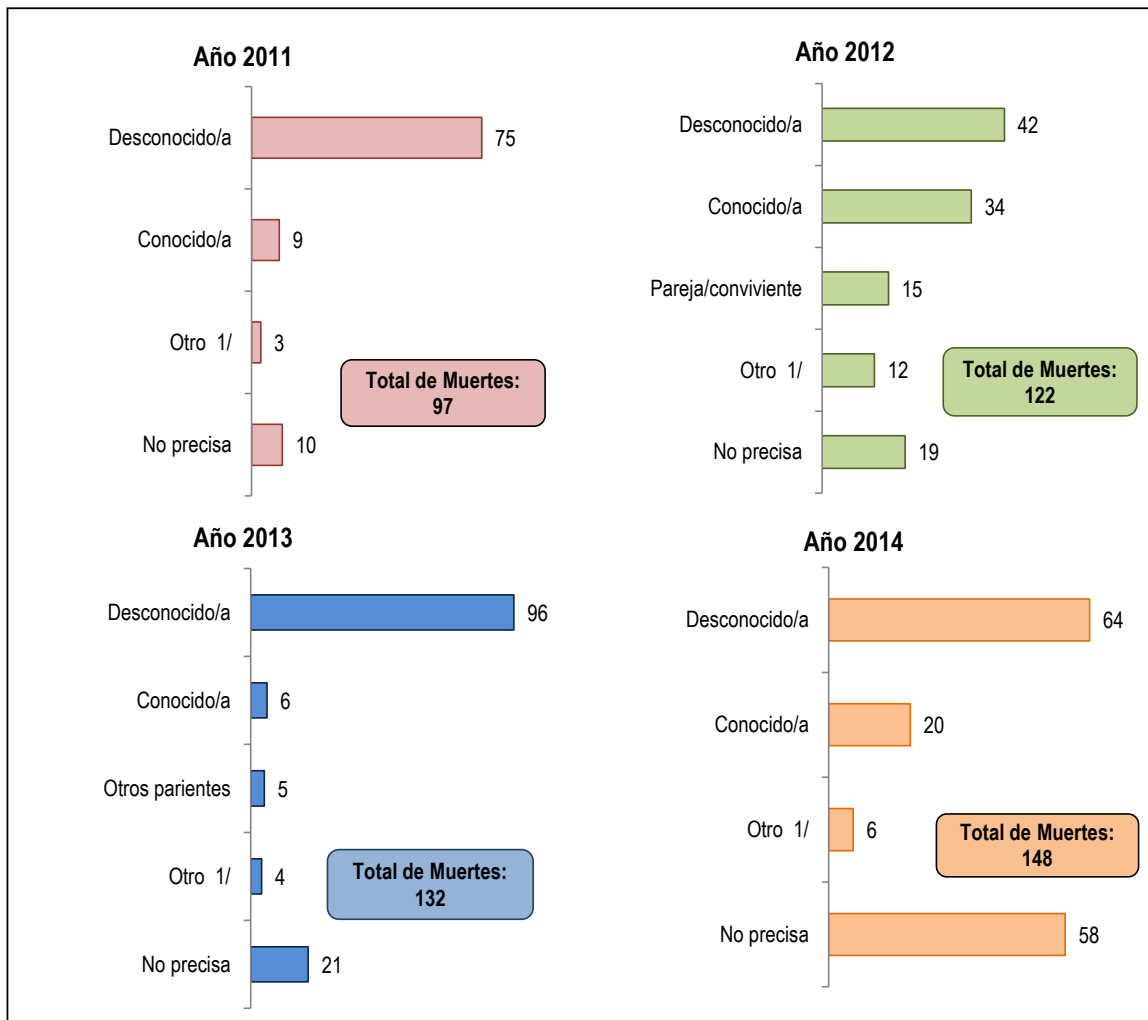 Año 2011
Desconocido/a 75
Conocido/a 9
Otro 1/ 3
No precisa 10
Total de Muertes:
97
Año 2012
Desconocido/a 42
Conocido/a 34
Pareja/conviviente 15
Otro 1/ 12
No precisa 19
Total de Muertes:
122
Año 2013
Desconocido/a 96
Conocido/a 6
Otros parientes 5
Otro 1/ 4
No precisa 21
Total de Muertes:
132
Año 2014
Desconocido/a 64
Conocido/a 20
Otro 1/ 6
No precisa 58
Total de Muertes:
148